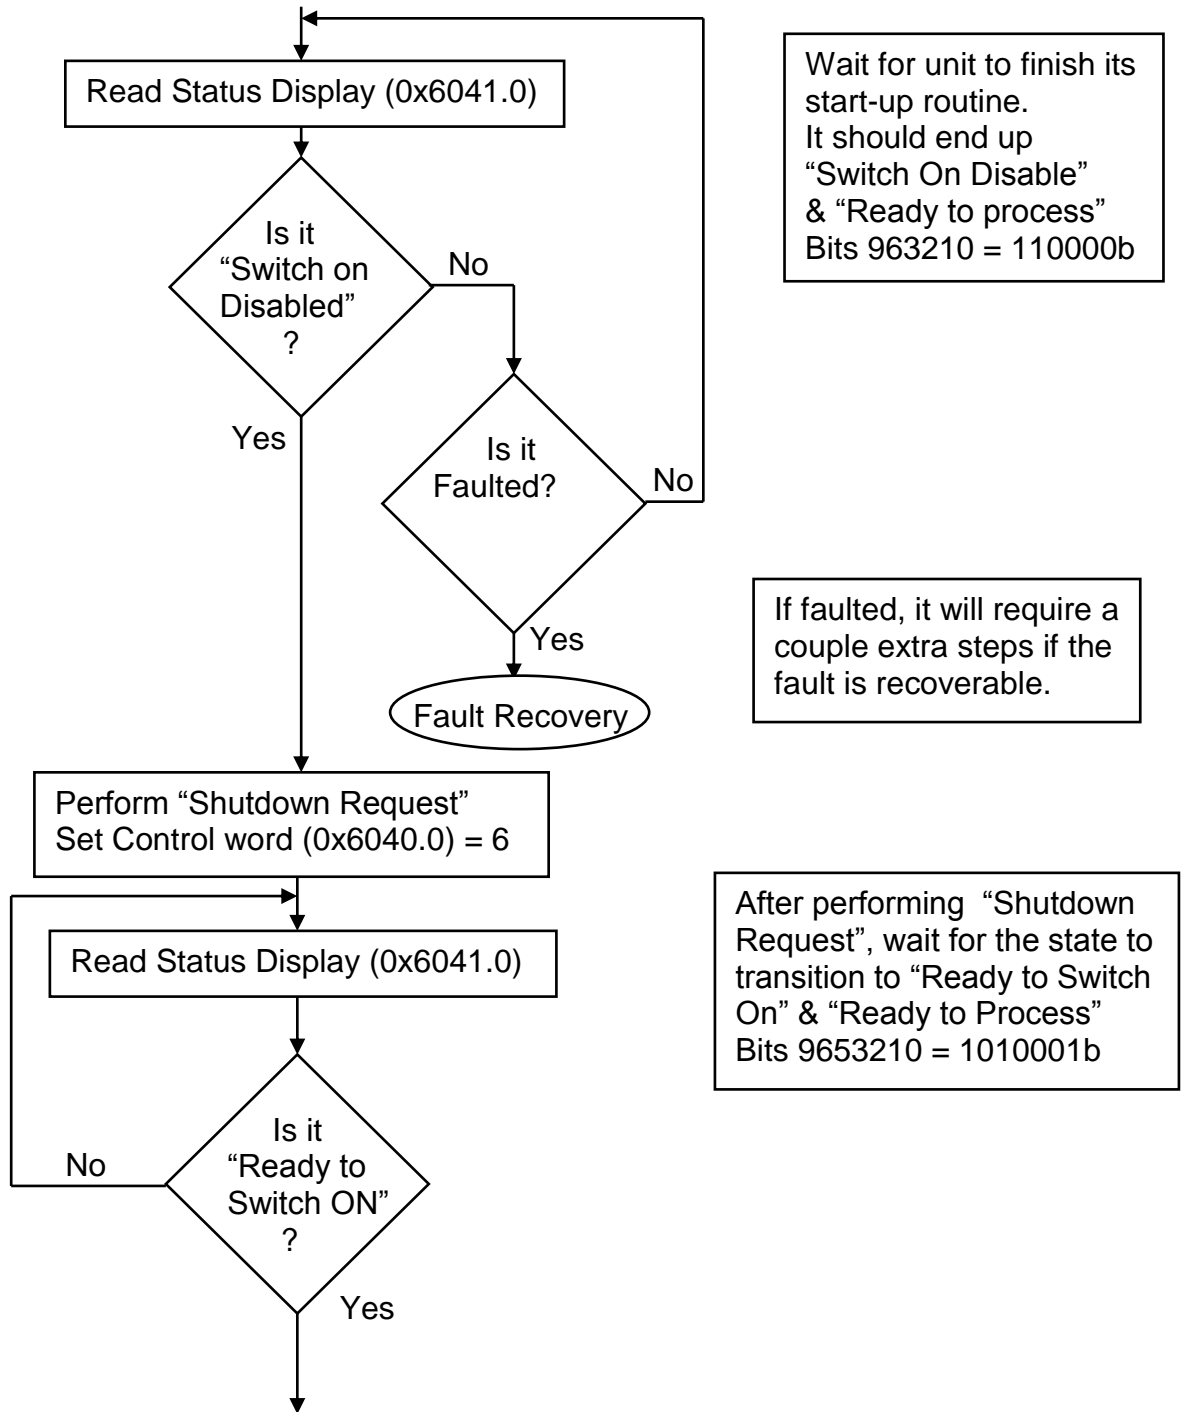 Read Status Display (0x6041.0)
Wait for unit to finish its
start-up routine.
It should end up
“Switch On Disable”
& “Ready to process”
Bits 963210 = 110000b
Is it
“Switch on
Disabled”
?
No
Yes
Is it
Faulted?
No
Yes
Fault Recovery
If faulted, it will require a
couple extra steps if the
fault is recoverable.
Perform “Shutdown Request”
Set Control word (0x6040.0) = 6
Read Status Display (0x6041.0)
After performing  “Shutdown
Request”, wait for the state to
transition to “Ready to Switch
On” & “Ready to Process”
Bits 9653210 = 1010001b
Is it
“Ready to
Switch ON”
?
No
Yes